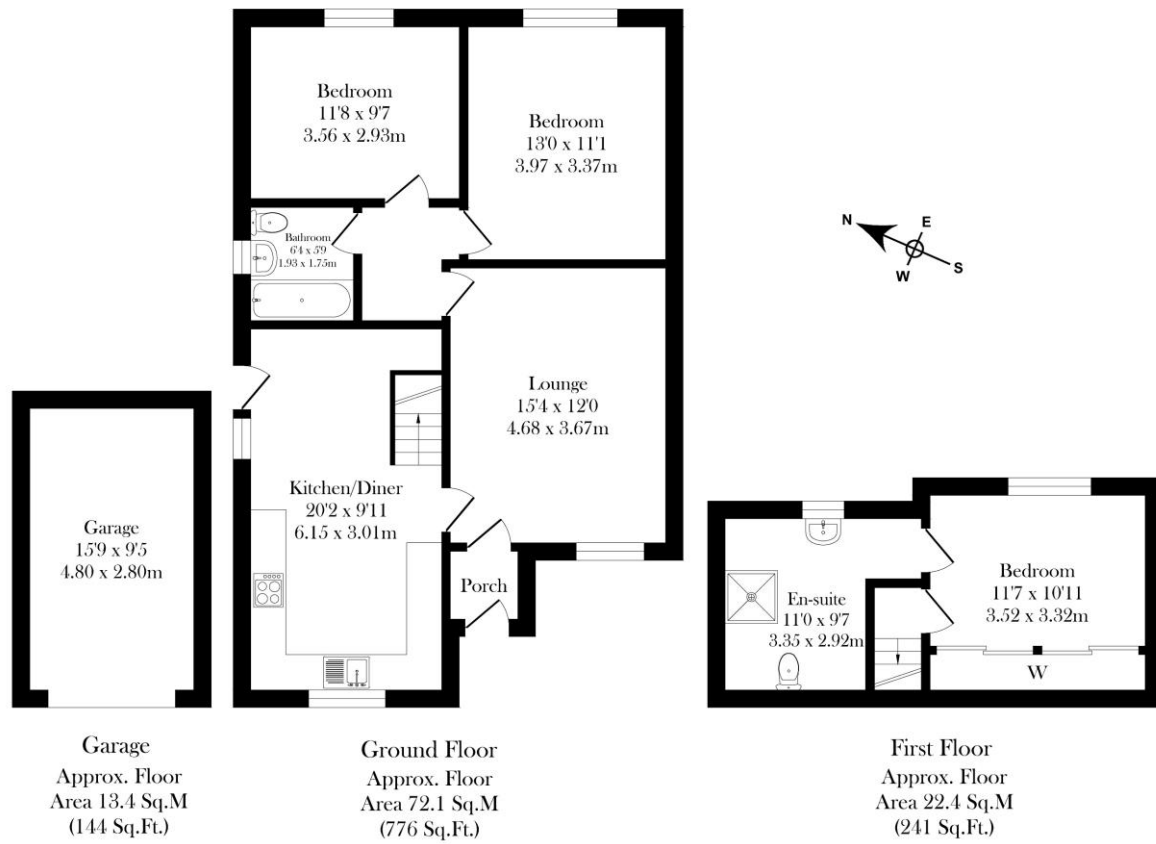 Bedroom
11'8 x 9'7
3.56 x 2.93m
Bedroom
13'0 x 11'1
3.97 x 3.37m
Bathroom
6'4 x 5'9
1.93 x 1.75m
N
E
W
S
Lounge
15'4 x 12'0
4.68 x 3.67m
Kitchen/Diner
20'2 x 9'11
6.15 x 3.01m
Garage
15'9 x 9'5
4.80 x 2.80m
Porch
En-suite
11'0 x 9'7
3.35 x 2.92m
Bedroom
11'7 x 10'11
3.52 x 3.32m
W
Garage
Approx. Floor
Area 13.4 Sq.M
(144 Sq.Ft.)
Ground Floor
Approx. Floor
Area 72.1 Sq.M
(776 Sq.Ft.)
First Floor
Approx. Floor
Area 22.4 Sq.M
(241 Sq.Ft.)